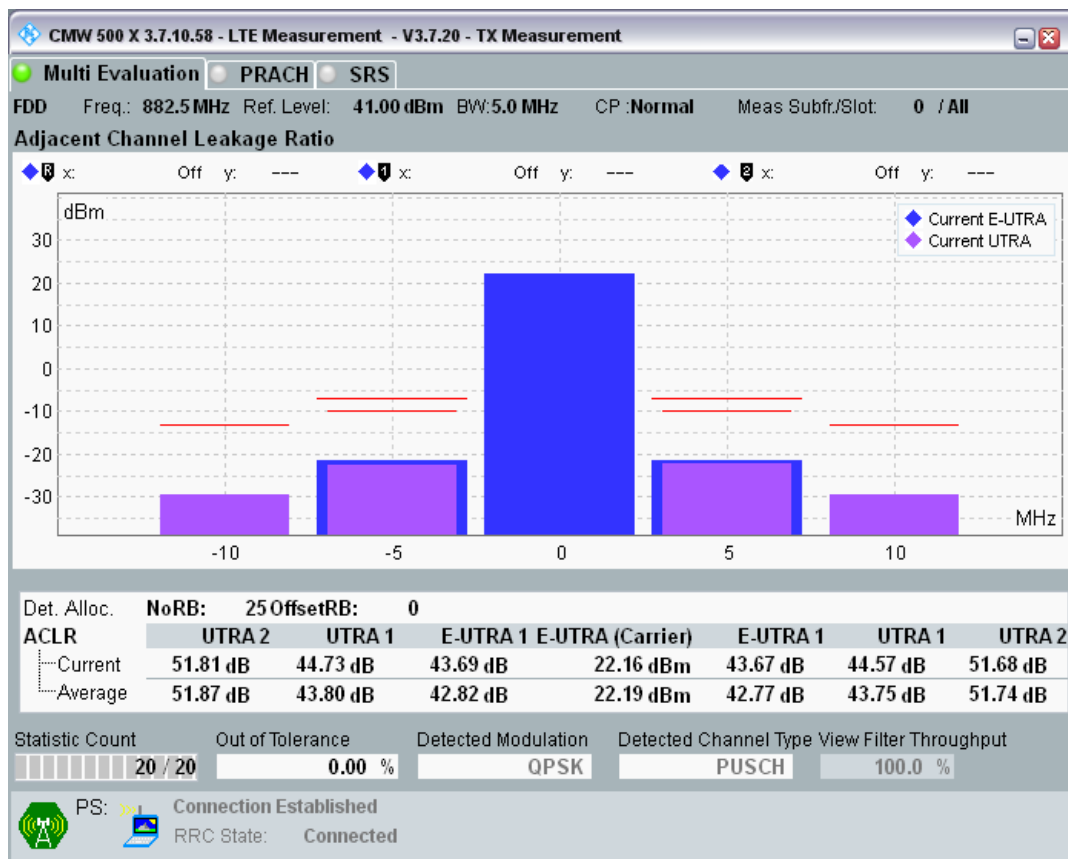 CMW 500 X 3.7.10.58 - LTE Measurement - V3.7.20 - TX Measurement
Multi Evaluation PRACH SRS
FDD Freq.: 882.5 MHz Ref. Level: 41.00 dBm BW:5.0 MHz CP :Normal Meas Subfr./Slot: 0 / All
Adjacent Channel Leakage Ratio
R x: Off y: --- 1 x: Off y: --- 2 x: Off y: ---
dBm
Current E-UTRA
Current UTRA
30
20
10
0
-10
-20
-30
MHz
-10 -5 0 5 10
Det. Alloc. NoRB: 25 OffsetRB: 0
ACLR UTRA 2 UTRA 1 E-UTRA 1 E-UTRA (Carrier) E-UTRA 1 UTRA 1 UTRA 2
Current 51.81 dB 44.73 dB 43.69 dB 22.16 dBm 43.67 dB 44.57 dB 51.68 dB
Average 51.87 dB 43.80 dB 42.82 dB 22.19 dBm 42.77 dB 43.75 dB 51.74 dB
Statistic Count Out of Tolerance Detected Modulation Detected Channel Type View Filter Throughput
20 / 20 0.00 % QPSK PUSCH 100.0 %
PS: Connection Established
RRC State: Connected